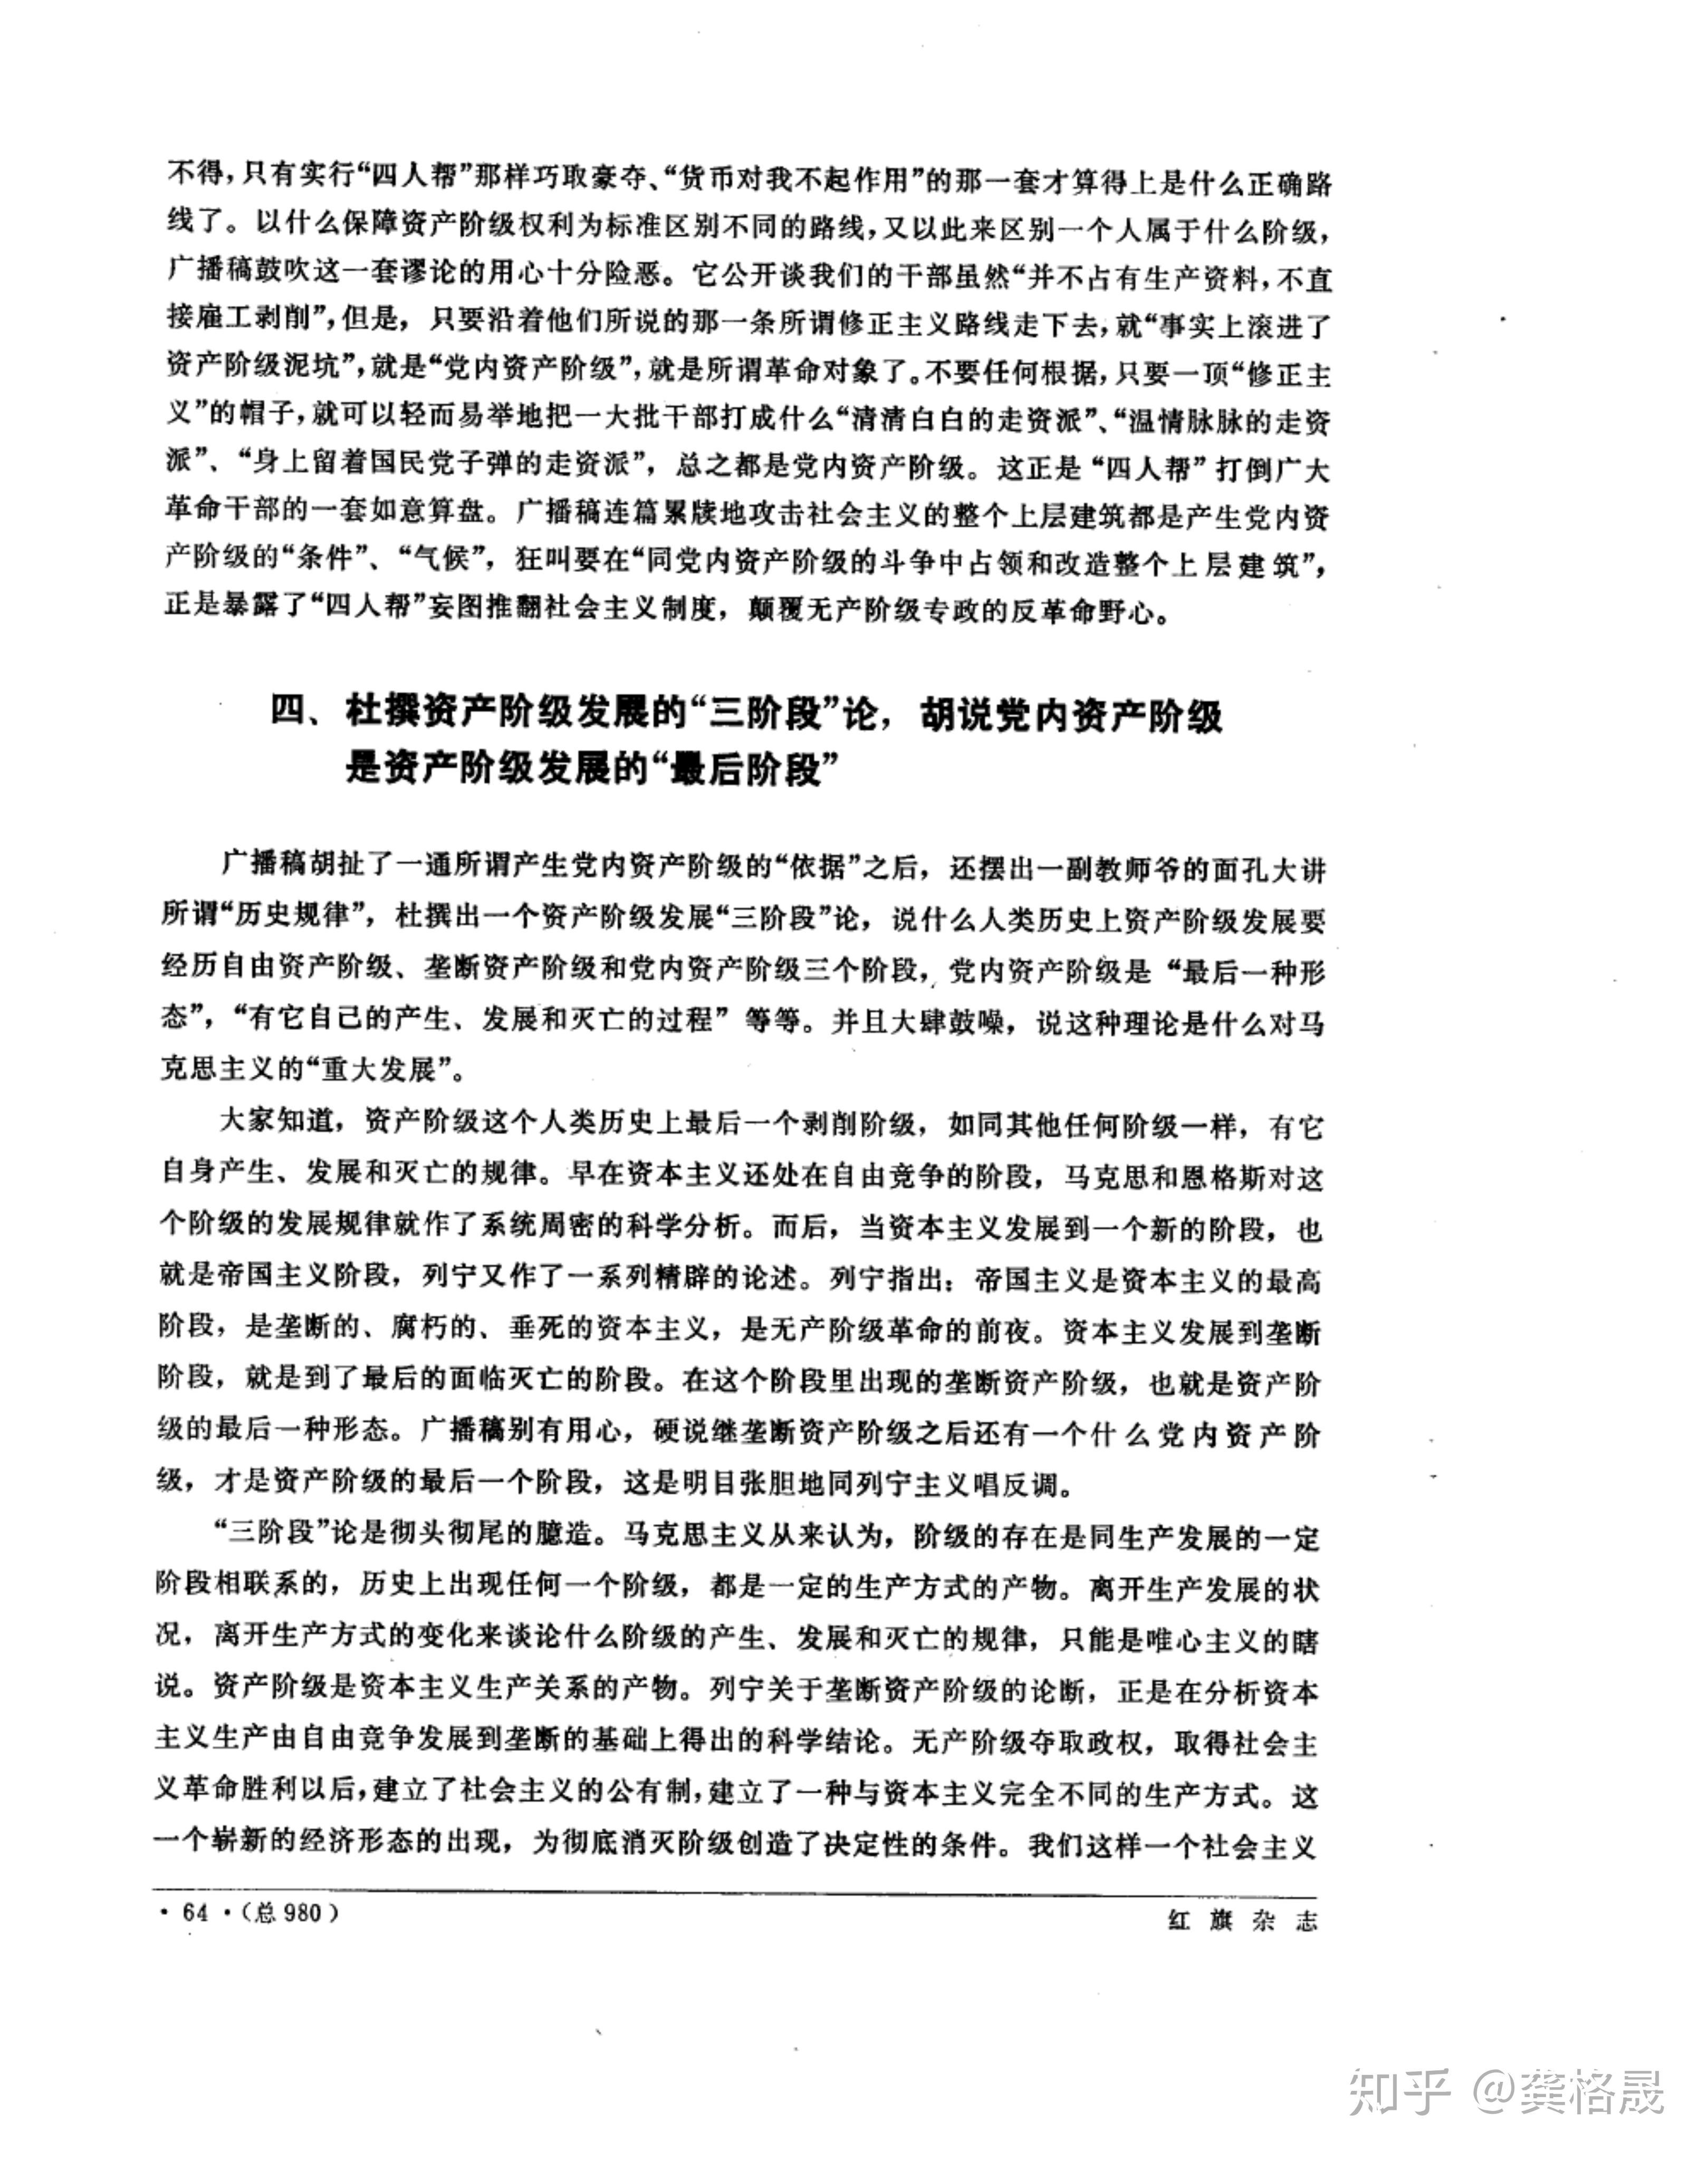 不得，只有实行“四人帮”那样巧取豪夺、“货币对我不起作用”的那一套才算得上是什么正确路
线了。以什么保障资产阶级权利为标准区别不同的路线，又以此来区别一个人属于什么阶级，
广播稿鼓吹这一套谬论的用心十分险恶。它公开谈我们的干部虽然“并不占有生产资料，不直
接雇工剥削”，但是，只要沿着他们所说的那一条所谓修正主义路线走下去，就“事实上滚进了
资产阶级泥坑”，就是“党内资产阶级”，就是所谓革命对象了。不要任何根据，只要一顶“修正主
义”的帽子，就可以轻而易举地把一大批干部打成什么“清清白白的走资派”、“温情脉脉的走资
派”、“身上留着国民党子弹的走资派”，总之都是党内资产阶级。这正是“四人帮”打倒广大
革命干部的一套如意算盘。广播稿连篇累牍地攻击社会主义的整个上层建筑都是产生党内资
产阶级的“条件”、“气候”，狂叫要在“同党内资产阶级的斗争中占领和改造整个上层建筑”，
正是暴露了“四人帮”妄图推翻社会主义制度，颠覆无产阶级专政的反革命野心。
四、杜撰资产阶级发展的“三阶段”论，胡说党内资产阶级
是资产阶级发展的“最后阶段”
广播稿胡扯了一通所谓产生党内资产阶级的“依据”之后，还摆出一副教师爷的面孔大讲
所谓“历史规律”，杜撰出一个资产阶级发展“三阶段”论，说什么人类历史上资产阶级发展要
经历自由资产阶级、垄断资产阶级和党内资产阶级三个阶段，党内资产阶级是“最后一种形
态”，“有它自己的产生、发展和灭亡的过程”等等。并且大肆鼓噪，说这种理论是什么对马
克思主义的“重大发展”。
大家知道，资产阶级这个人类历史上最后一个剥削阶级，如同其他任何阶级一样，有它
自身产生、发展和灭亡的规律。早在资本主义还处在自由竞争的阶段，马克思和恩格斯对这
个阶级的发展规律就作了系统周密的科学分析。而后，当资本主义发展到一个新的阶段，也
就是帝国主义阶段，列宁又作了一系列精辟的论述。列宁指出：帝国主义是资本主义的最高
阶段，是垄断的、腐朽的、垂死的资本主义，是无产阶级革命的前夜。资本主义发展到垄断
阶段，就是到了最后的面临灭亡的阶段。在这个阶段里出现的垄断资产阶级，也就是资产阶
级的最后一种形态。广播稿别有用心，硬说继垄断资产阶级之后还有一个什么党内资产阶
级，才是资产阶级的最后一个阶段，这是明目张胆地同列宁主义唱反调。
“三阶段”论是彻头彻尾的臆造。马克思主义从来认为，阶级的存在是同生产发展的一定
阶段相联系的，历史上出现任何一个阶级，都是一定的生产方式的产物。离开生产发展的状
况，离开生产方式的变化来谈论什么阶级的产生、发展和灭亡的规律，只能是唯心主义的瞎
说。资产阶级是资本主义生产关系的产物。列宁关于垄断资产阶级的论断，正是在分析资本
主义生产由自由竞争发展到垄断的基础上得出的科学结论。无产阶级夺取政权，取得社会主
义革命胜利以后，建立了社会主义的公有制，建立了一种与资本主义完全不同的生产方式。这
一个崭新的经济形态的出现，为彻底消灭阶级创造了决定性的条件。我们这样一个社会主义
·64·（总980）
红旗杂志
知乎 @龚格晟